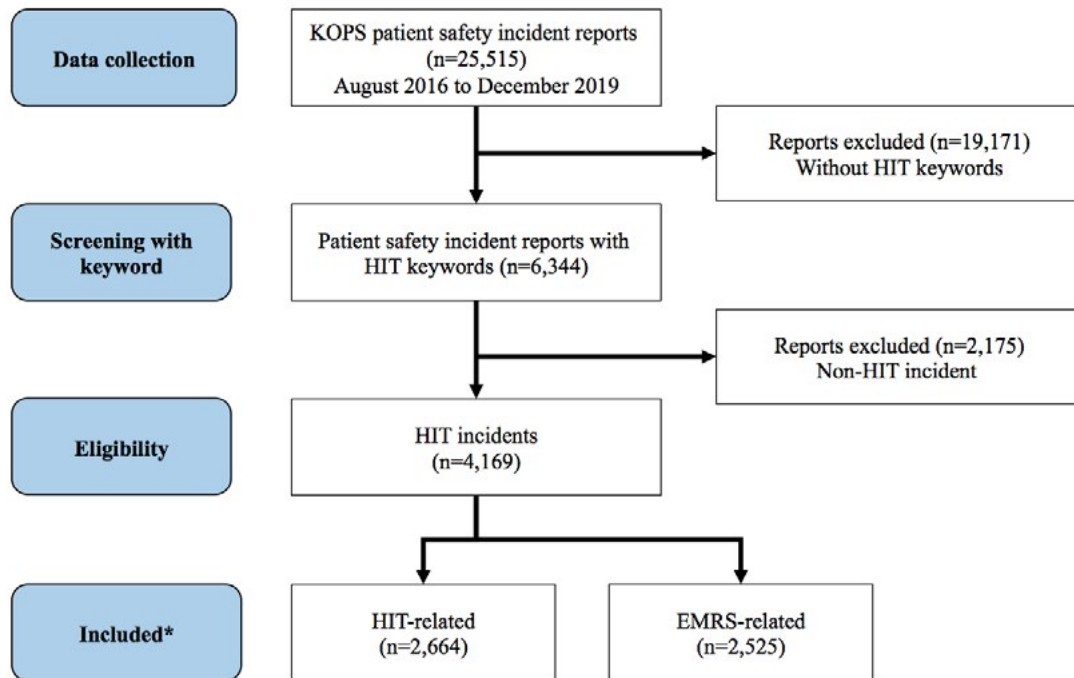 Data collection
KOPS patient safety incident reports
(n=25,515)
August 2016 to December 2019
Reports excluded (n=19,171)
Without HIT keywords
Screening with
keyword
Patient safety incident reports with
HIT keywords (n=6,344)
Reports excluded (n=2,175)
Non-HIT incident
Eligibility
HIT incidents
(n=4,169)
Included*
HIT-related
(n=2,664)
EMRS-related
(n=2,525)